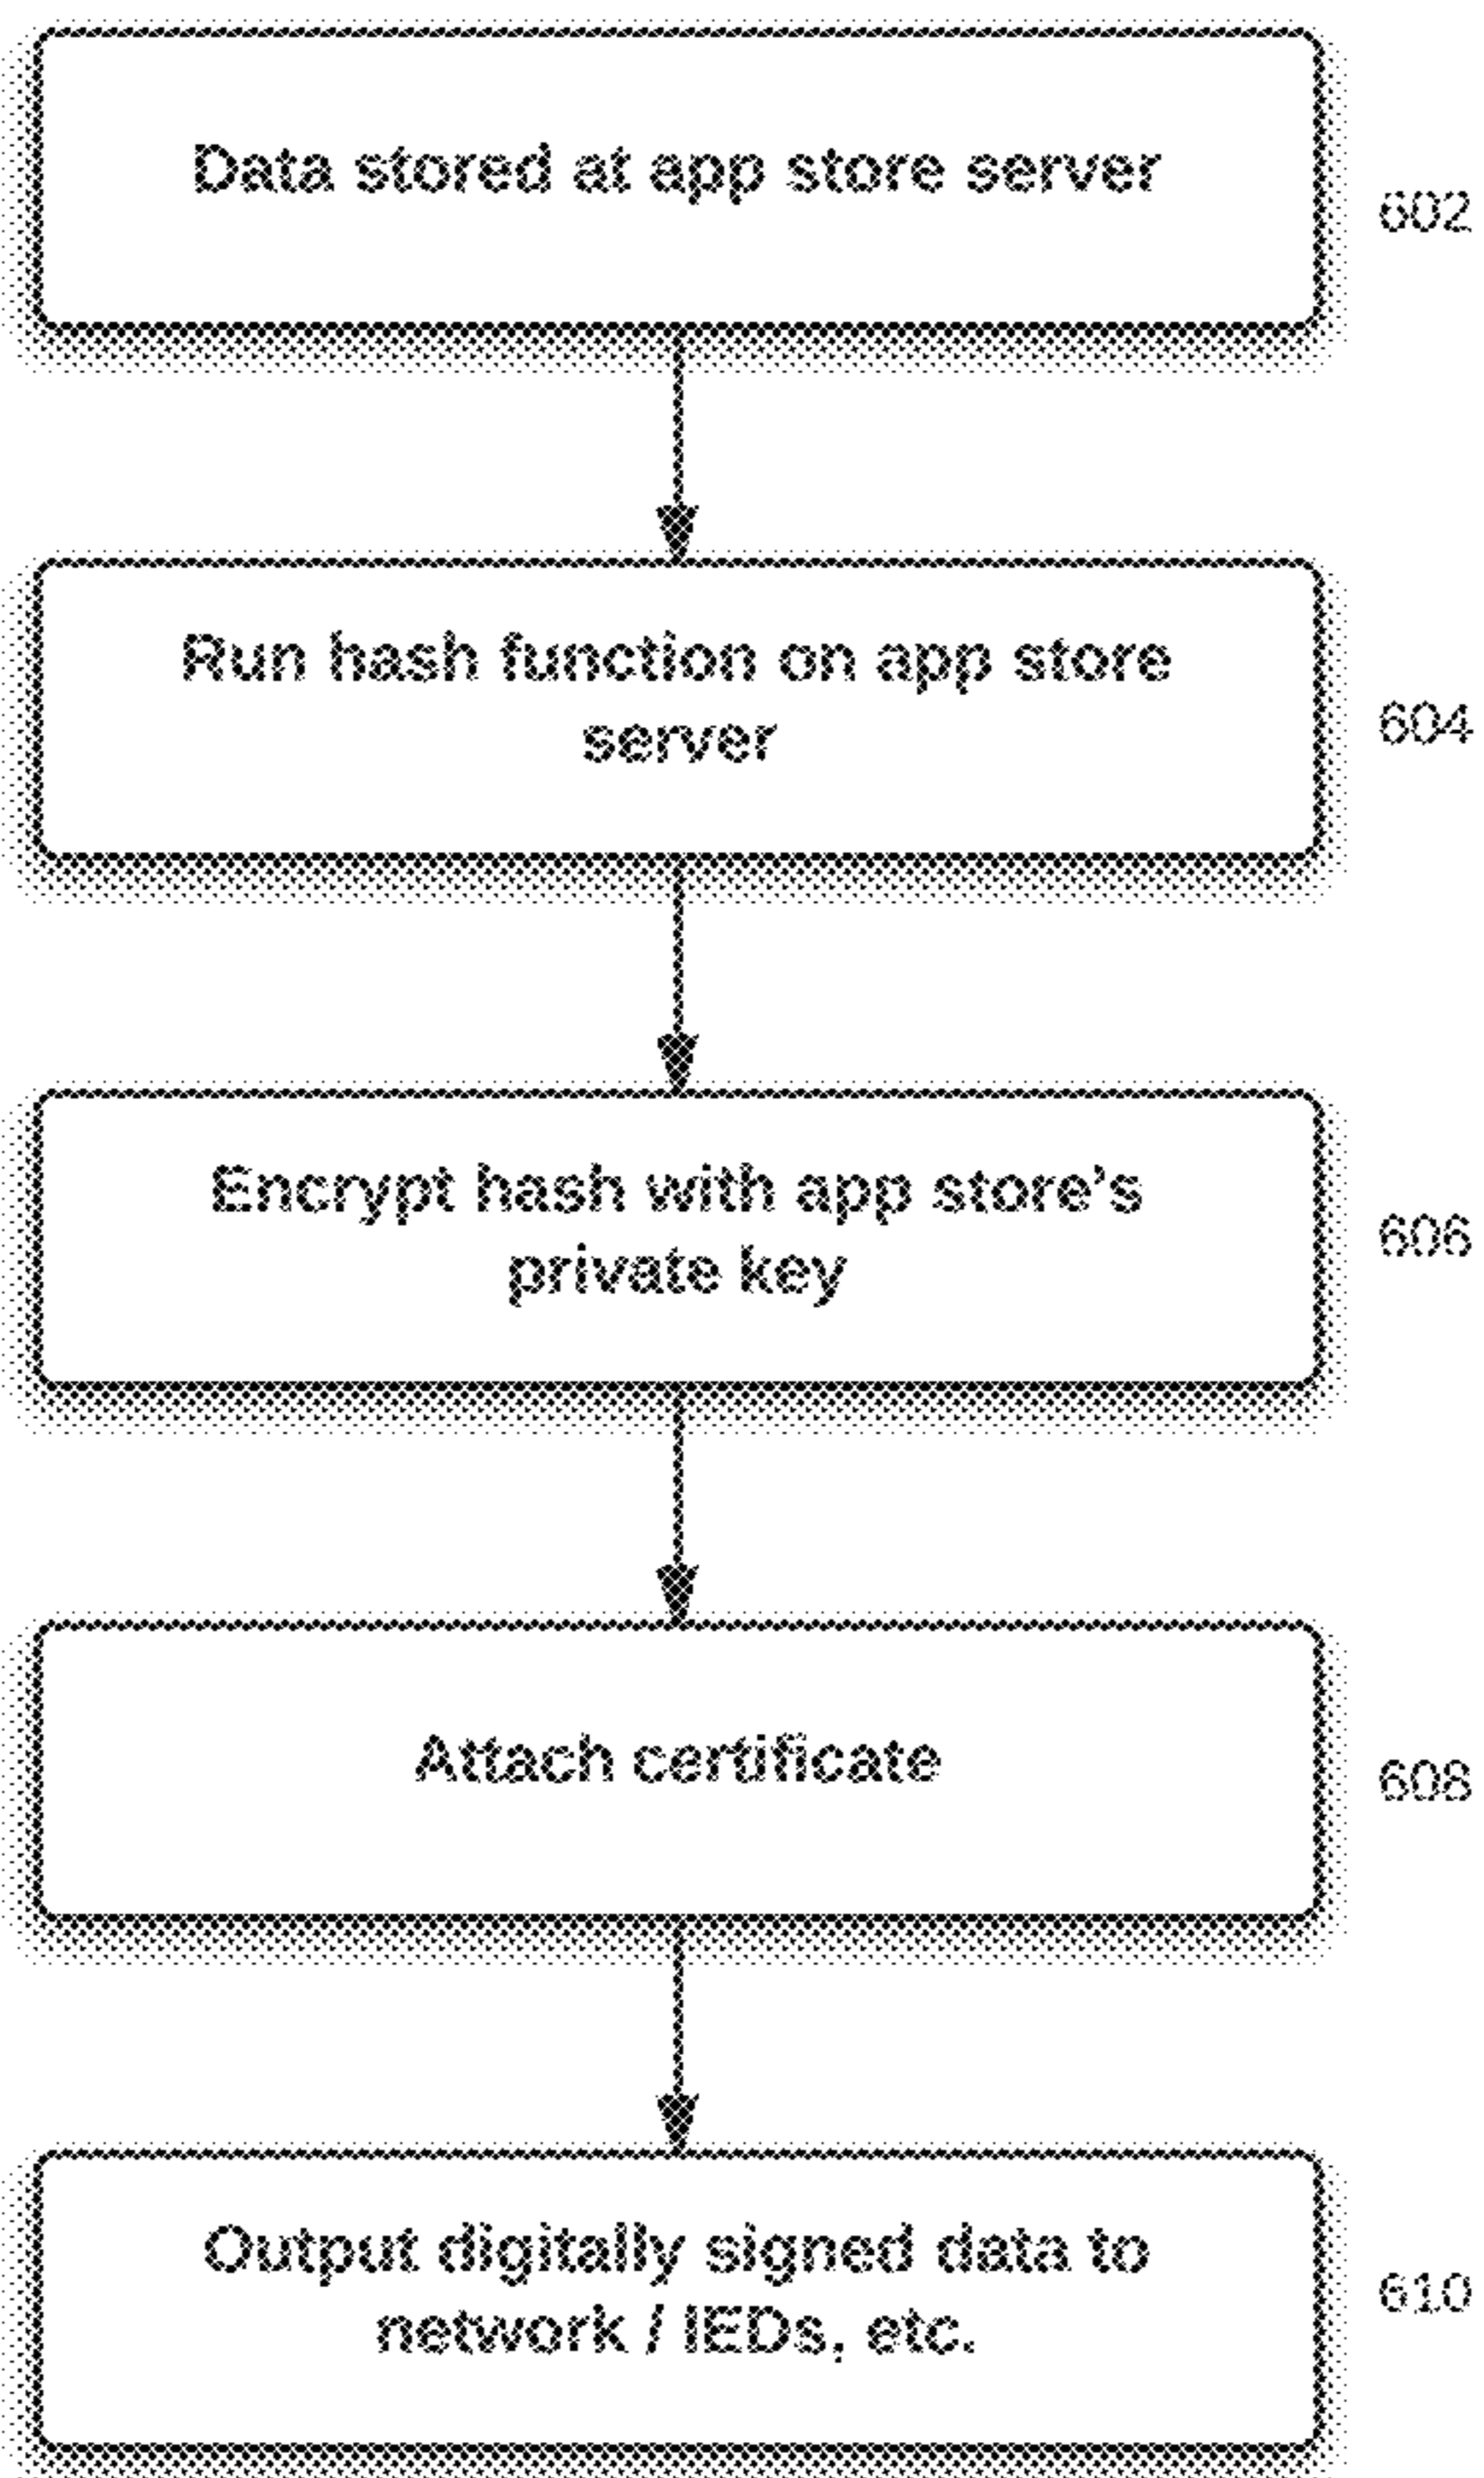 Data stored at app store server
602
Run hash function on app store
server
604
Encrypt hash with app store's
private key
606
Attach certificate
608
Output digitally signed data to
network / IEDs, etc.
610